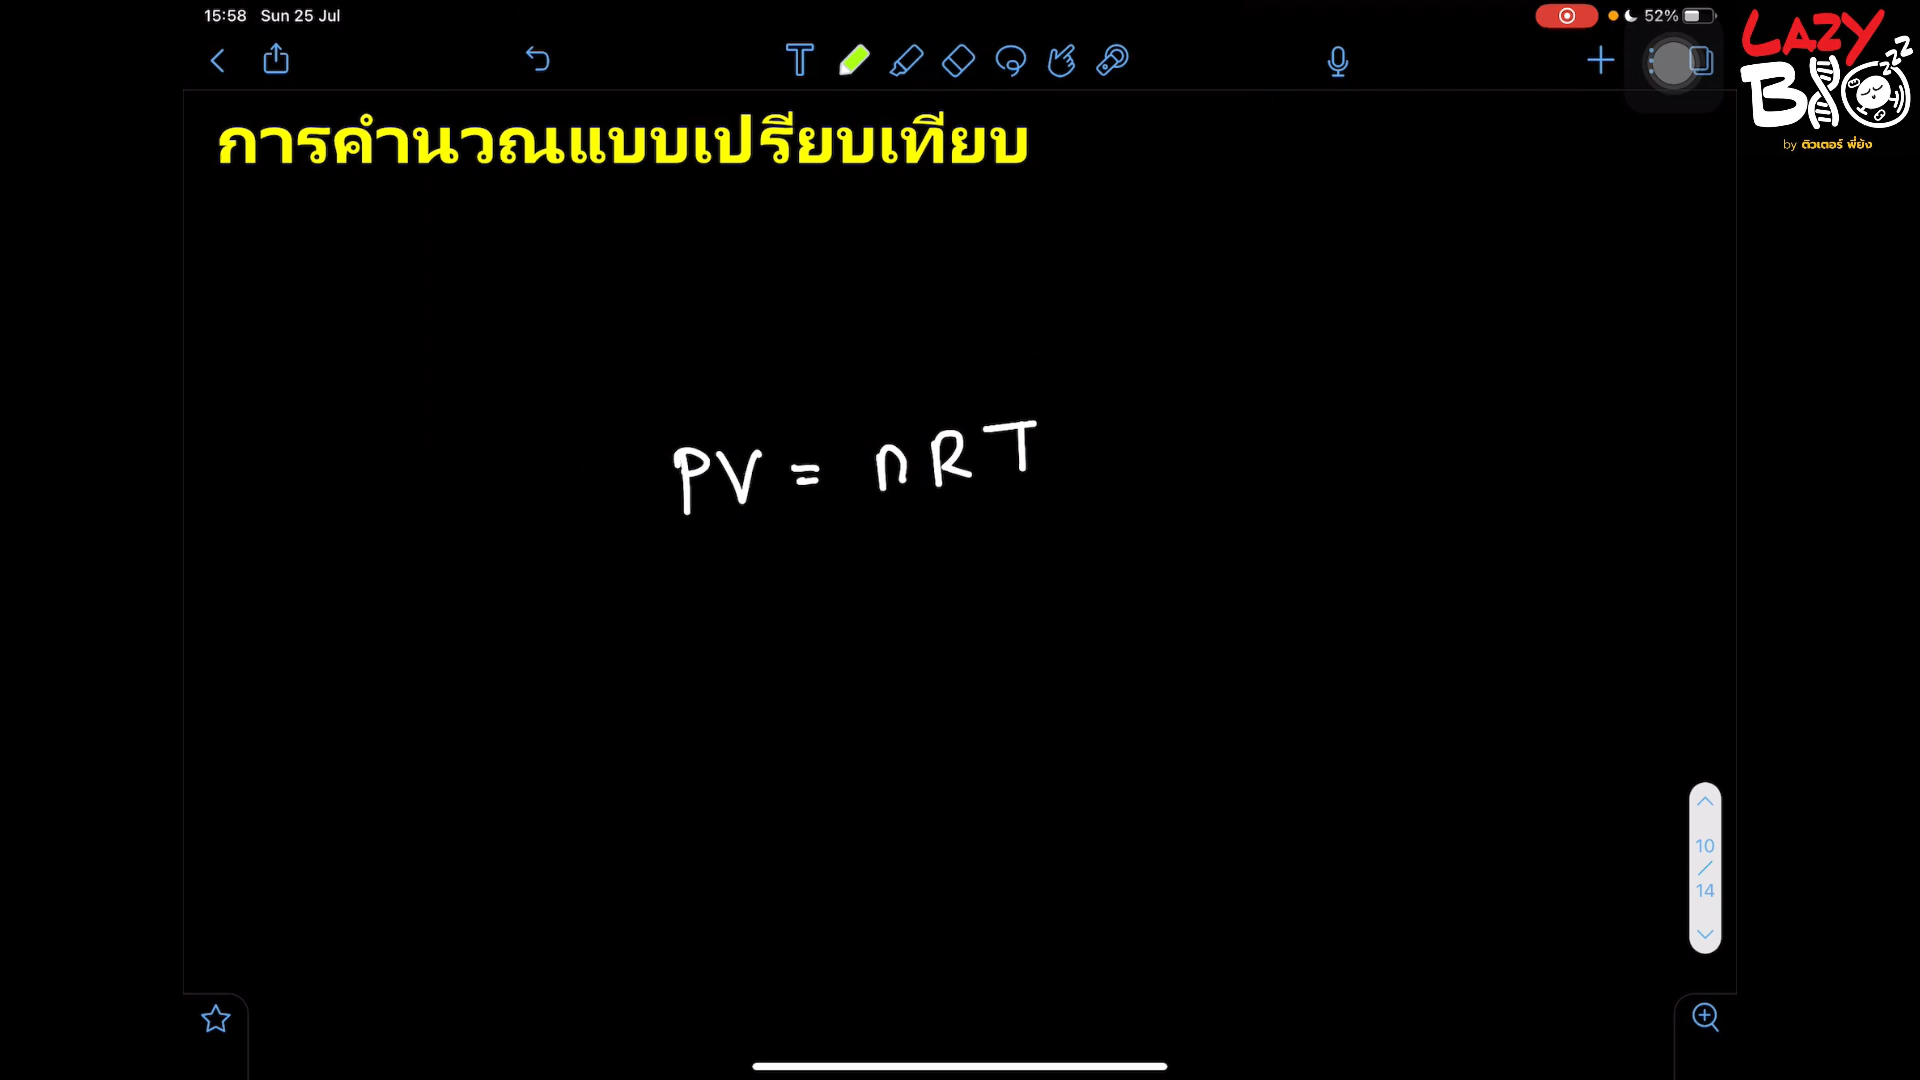 15:58 Sun 25 Jul
52%
LAZY
BIO
zzz
by ติวเตอร์ พี่ยัง
การคำนวณแบบเปรียบเทียบ
PV = nRT
10
/
14